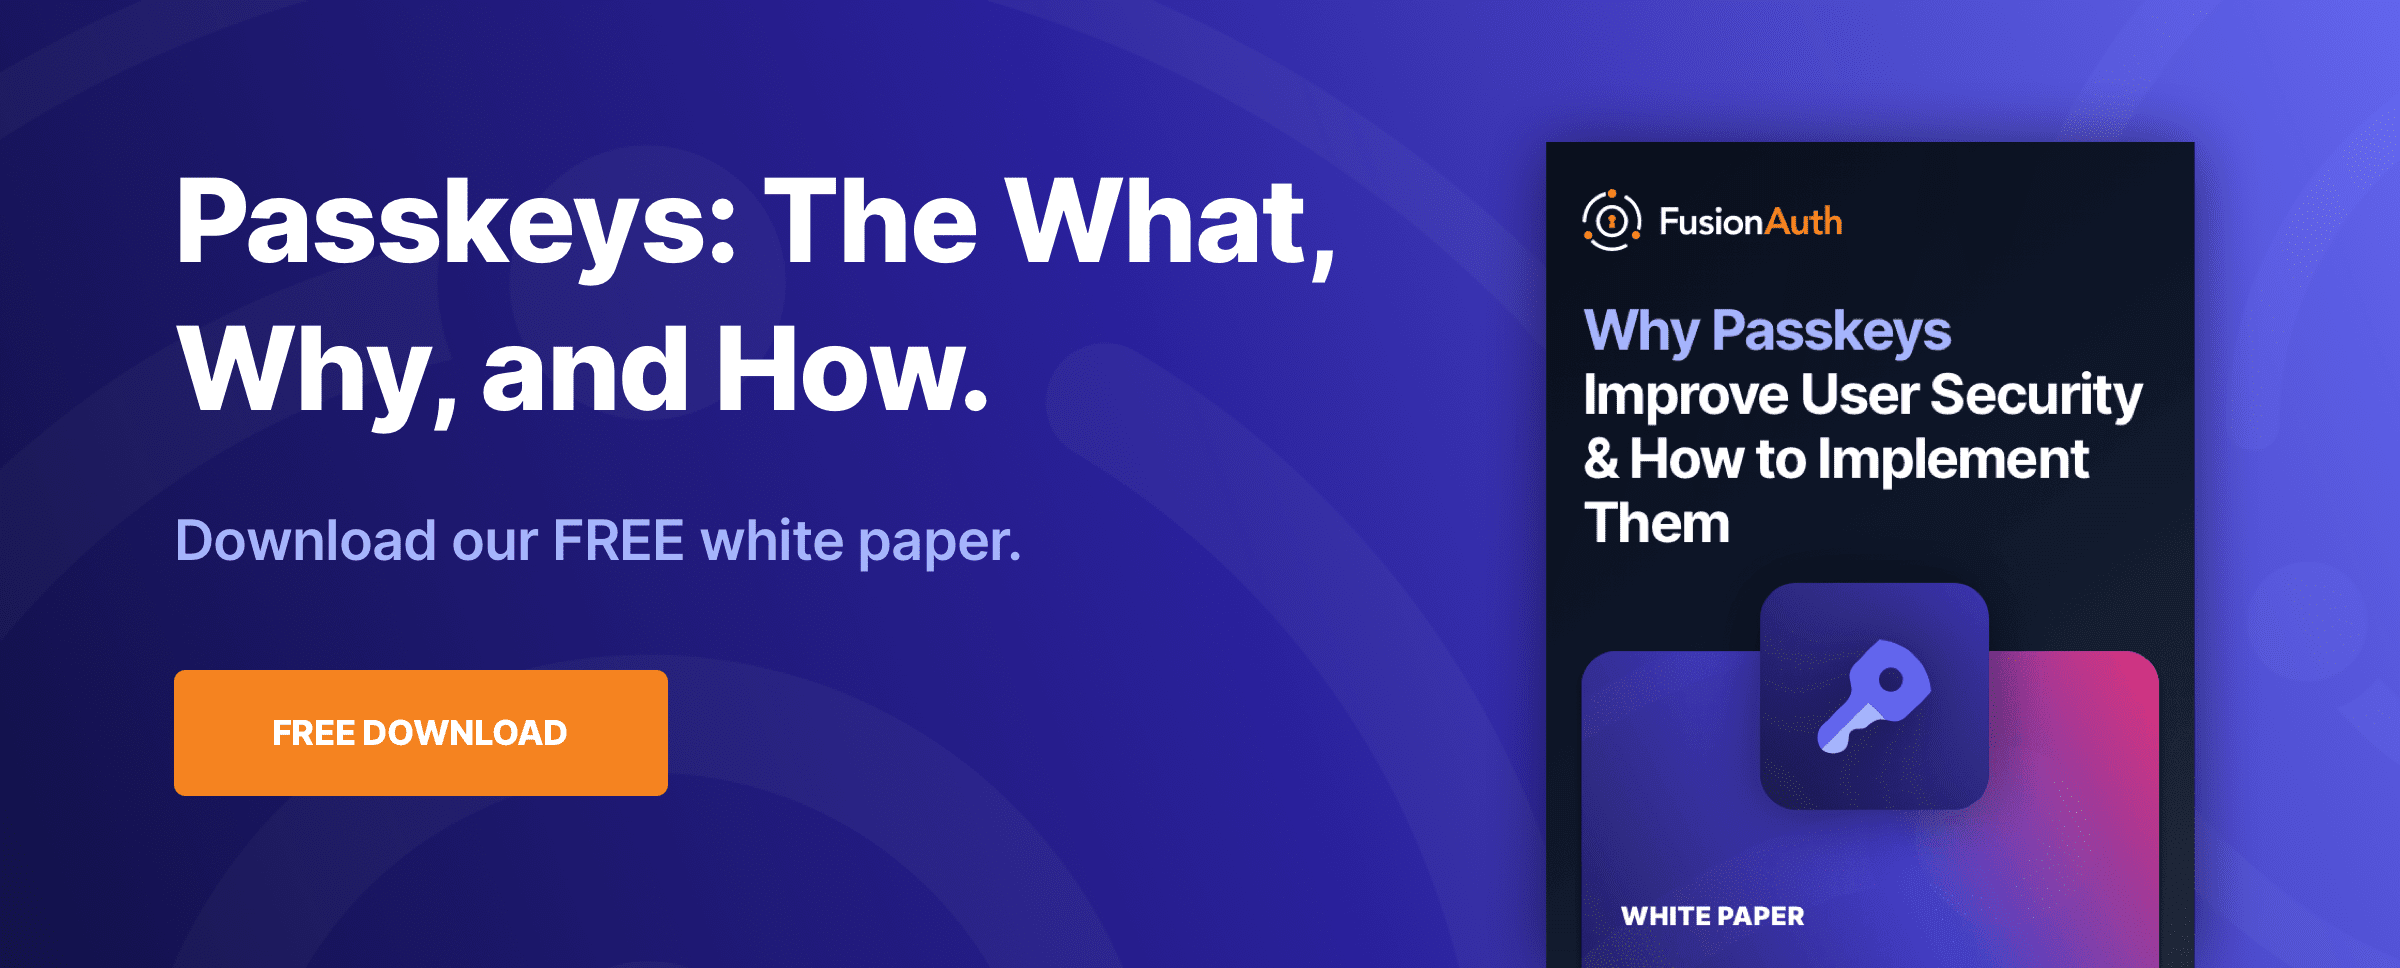 Passkeys: The What,
Why, and How.
Download our FREE white paper.
FREE DOWNLOAD
FusionAuth
Why Passkeys
Improve User Security
& How to Implement
Them
WHITE PAPER